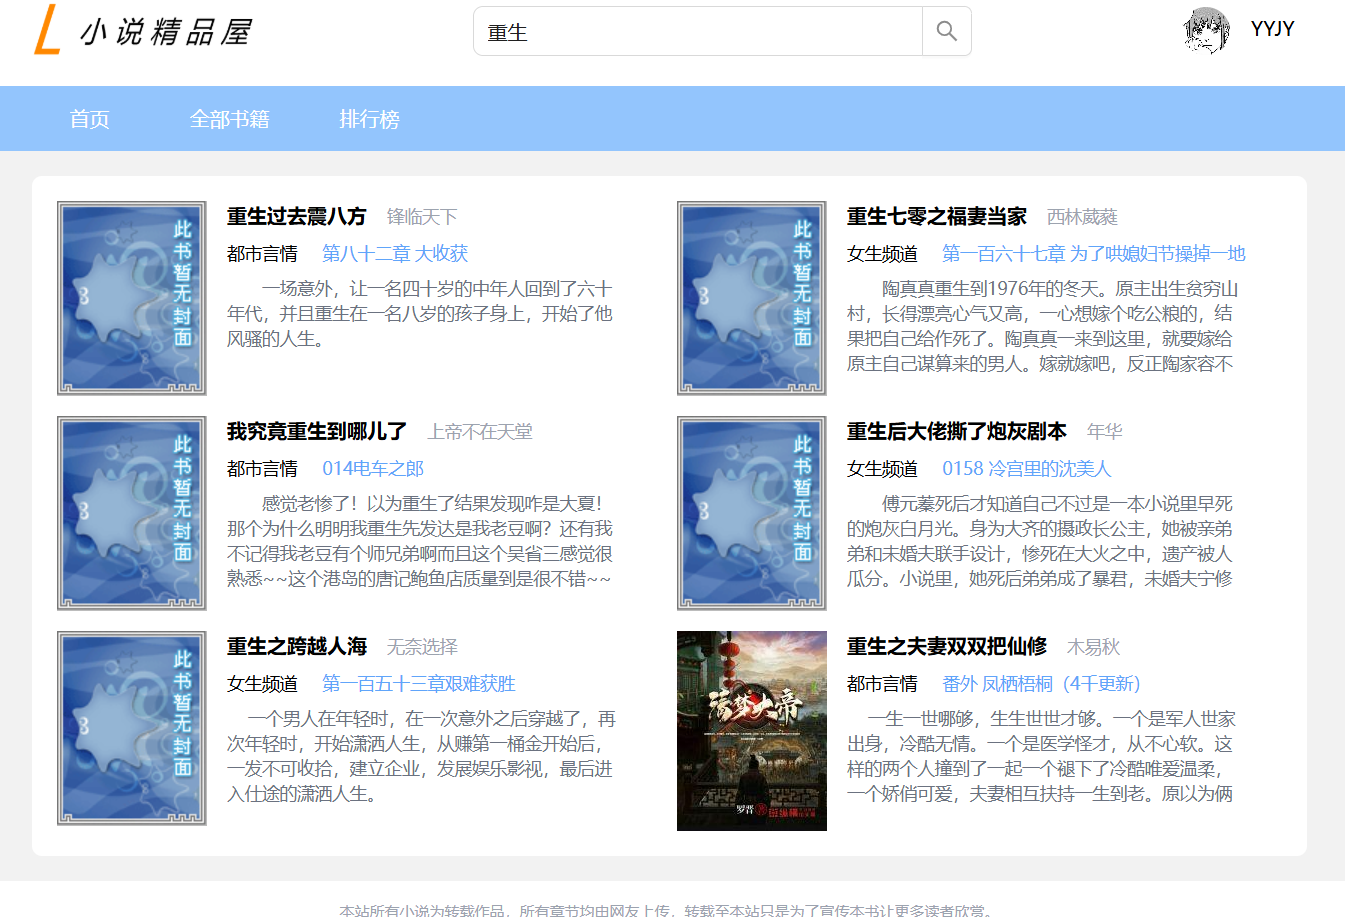 L 小说精品屋
重生
YYJY
首页 全部书籍 排行榜
此书暂无封面
重生过去震八方 锋临天下
都市言情 第八十二章 大收获
一场意外，让一名四十岁的中年人回到了六十
年代，并且重生在一名八岁的孩子身上，开始了他
风骚的人生。
此书暂无封面
重生七零之福妻当家 西林葳蕤
女生频道 第一百六十七章 为了哄媳妇节操掉一地
陶真真重生到1976年的冬天。原主出生贫穷山
村，长得漂亮心气又高，一心想嫁个吃公粮的，结
果把自己给作死了。陶真真一来到这里，就要嫁给
原主自己谋算来的男人。嫁就嫁吧，反正陶家容不
此书暂无封面
我究竟重生到哪儿了 上帝不在天堂
都市言情 014电车之郎
感觉老惨了！以为重生了结果发现咋是大夏！
那个为什么明明我重生先发达是我老豆啊？还有我
不记得我老豆有个师兄弟啊而且这个吴省三感觉很
熟悉~~这个港岛的唐记鲍鱼店质量到是很不错~~
此书暂无封面
重生后大佬撕了炮灰剧本 年华
女生频道 0158 冷宫里的沈美人
傅元蓁死后才知道自己不过是一本小说里早死
的炮灰白月光。身为大齐的摄政长公主，她被亲弟
弟和未婚夫联手设计，惨死在大火之中，遗产被人
瓜分。小说里，她死后弟弟成了暴君，未婚夫宁修
此书暂无封面
重生之跨越人海 无奈选择
女生频道 第一百五十三章艰难获胜
一个男人在年轻时，在一次意外之后穿越了，再
次年轻时，开始潇洒人生，从赚第一桶金开始后，
一发不可收拾，建立企业，发展娱乐影视，最后进
入仕途的潇洒人生。
重生之夫妻双双把仙修 木易秋
都市言情 番外 凤栖梧桐（4千更新）
一生一世哪够，生生世世才够。一个是军人世家
出身，冷酷无情。一个是医学怪才，从不心软。这
样的两个人撞到了一起一个褪下了冷酷唯爱温柔，
一个娇俏可爱，夫妻相互扶持一生到老。原以为俩
本站所有小说为转载作品，所有章节均由网友上传，转载至本站只是为了宣传本书让更多读者欣赏。